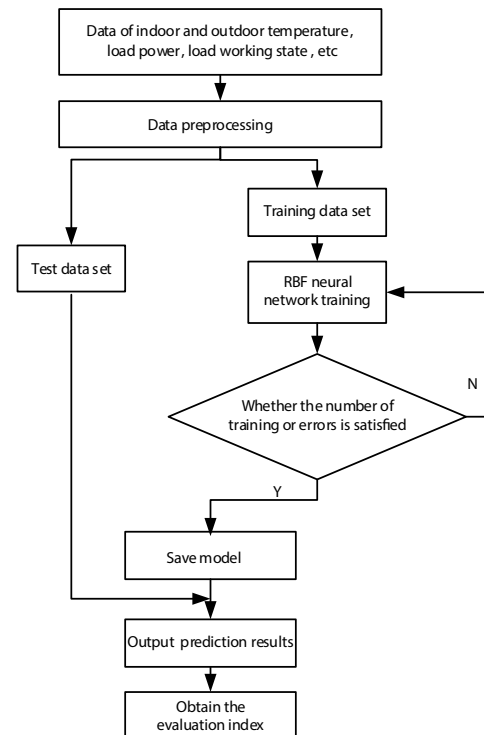 Data of indoor and outdoor temperature,
load power, load working state , etc
Data preprocessing
Training data set
Test data set
RBF neural
network training
Whether the number of
training or errors is satisfied
N
Y
Save model
Output prediction results
Obtain the
evaluation index